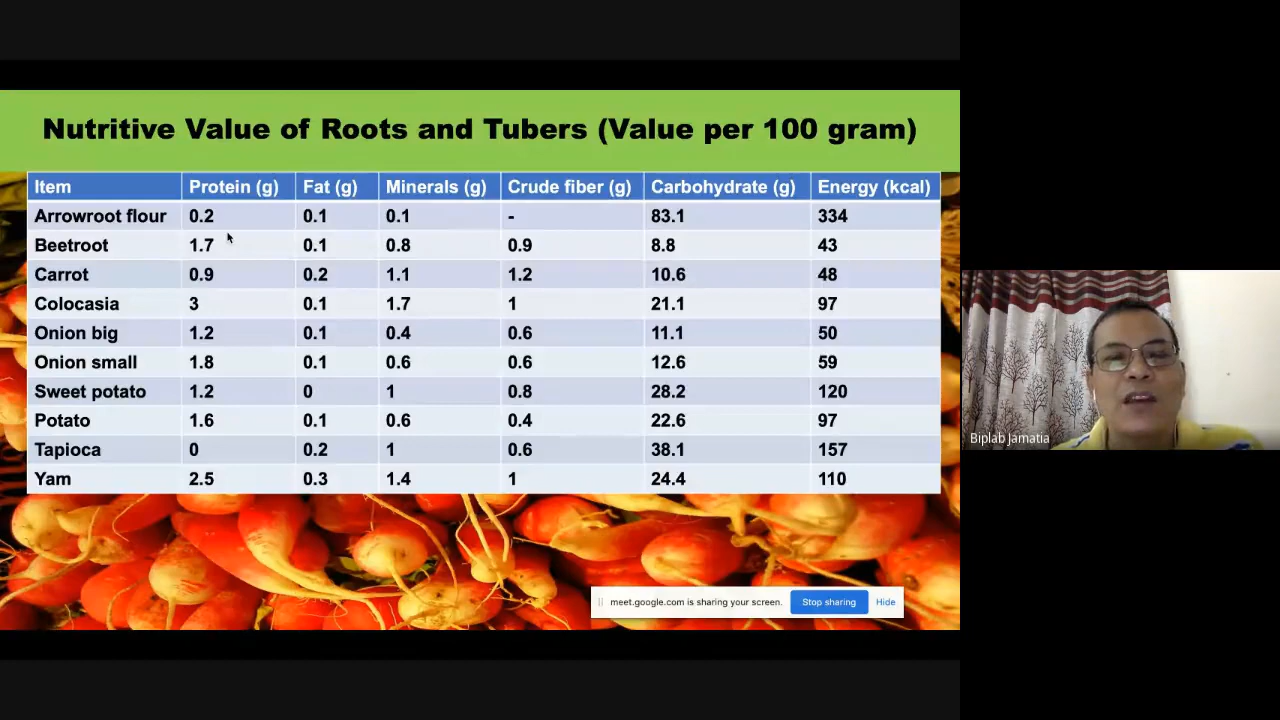 Nutritive Value of Roots and Tubers (Value per 100 gram)
Item Protein (g) Fat (g) Minerals (g) Crude fiber (g) Carbohydrate (g) Energy (kcal)
Arrowroot flour 0.2 0.1 0.1 - 83.1 334
Beetroot 1.7 0.1 0.8 0.9 8.8 43
Carrot 0.9 0.2 1.1 1.2 10.6 48
Colocasia 3 0.1 1.7 1 21.1 97
Onion big 1.2 0.1 0.4 0.6 11.1 50
Onion small 1.8 0.1 0.6 0.6 12.6 59
Sweet potato 1.2 0 1 0.8 28.2 120
Potato 1.6 0.1 0.6 0.4 22.6 97
Tapioca 0 0.2 1 0.6 38.1 157
Yam 2.5 0.3 1.4 1 24.4 110
meet.google.com is sharing your screen. Stop sharing Hide
Biplab Jamatia